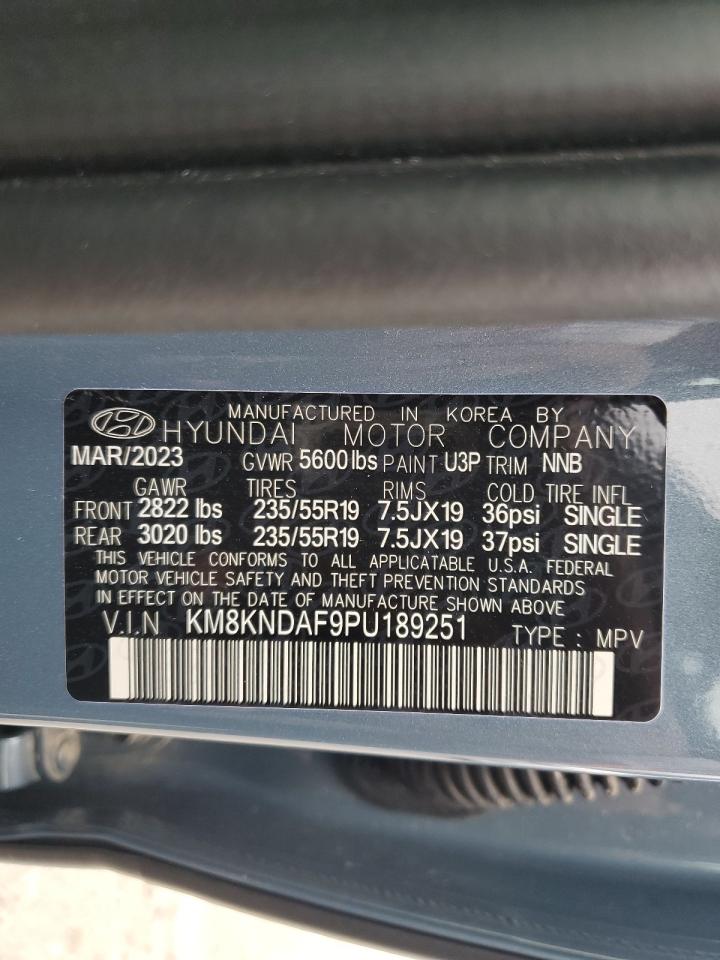 MANUFACTURED IN KOREA BY
HYUNDAI MOTOR COMPANY
MAR/2023 GVWR 5600 lbs PAINT U3P TRIM NNB
GAWR TIRES RIMS COLD TIRE INFL
FRONT 2822 lbs 235/55R19 7.5JX19 36psi SINGLE
REAR 3020 lbs 235/55R19 7.5JX19 37psi SINGLE
THIS VEHICLE CONFORMS TO ALL APPLICABLE U.S.A. FEDERAL
MOTOR VEHICLE SAFETY AND THEFT PREVENTION STANDARDS
IN EFFECT ON THE DATE OF MANUFACTURE SHOWN ABOVE.
V.I.N KM8KNDAF9PU189251 TYPE : MPV